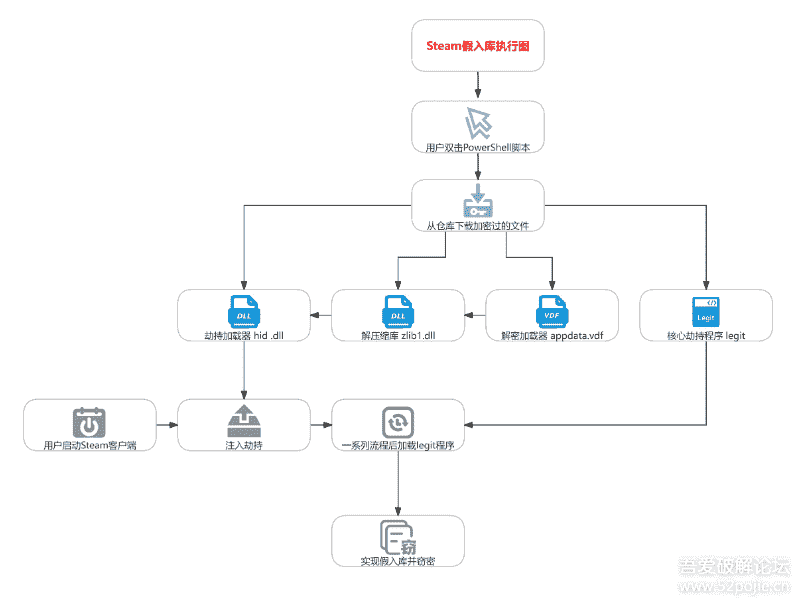 Steam假入库执行图
用户双击PowerShell脚本
从仓库下载加密过的文件
DLL
DLL
VDF
Legit
劫持加载器 hid .dll
解压缩库 zlib1.dll
解密加载器 appdata.vdf
核心劫持程序 legit
用户启动Steam客户端
注入劫持
一系列流程后加载legit程序
窃
实现假入库并窃密
吾爱破解论坛
www.52pojie.cn